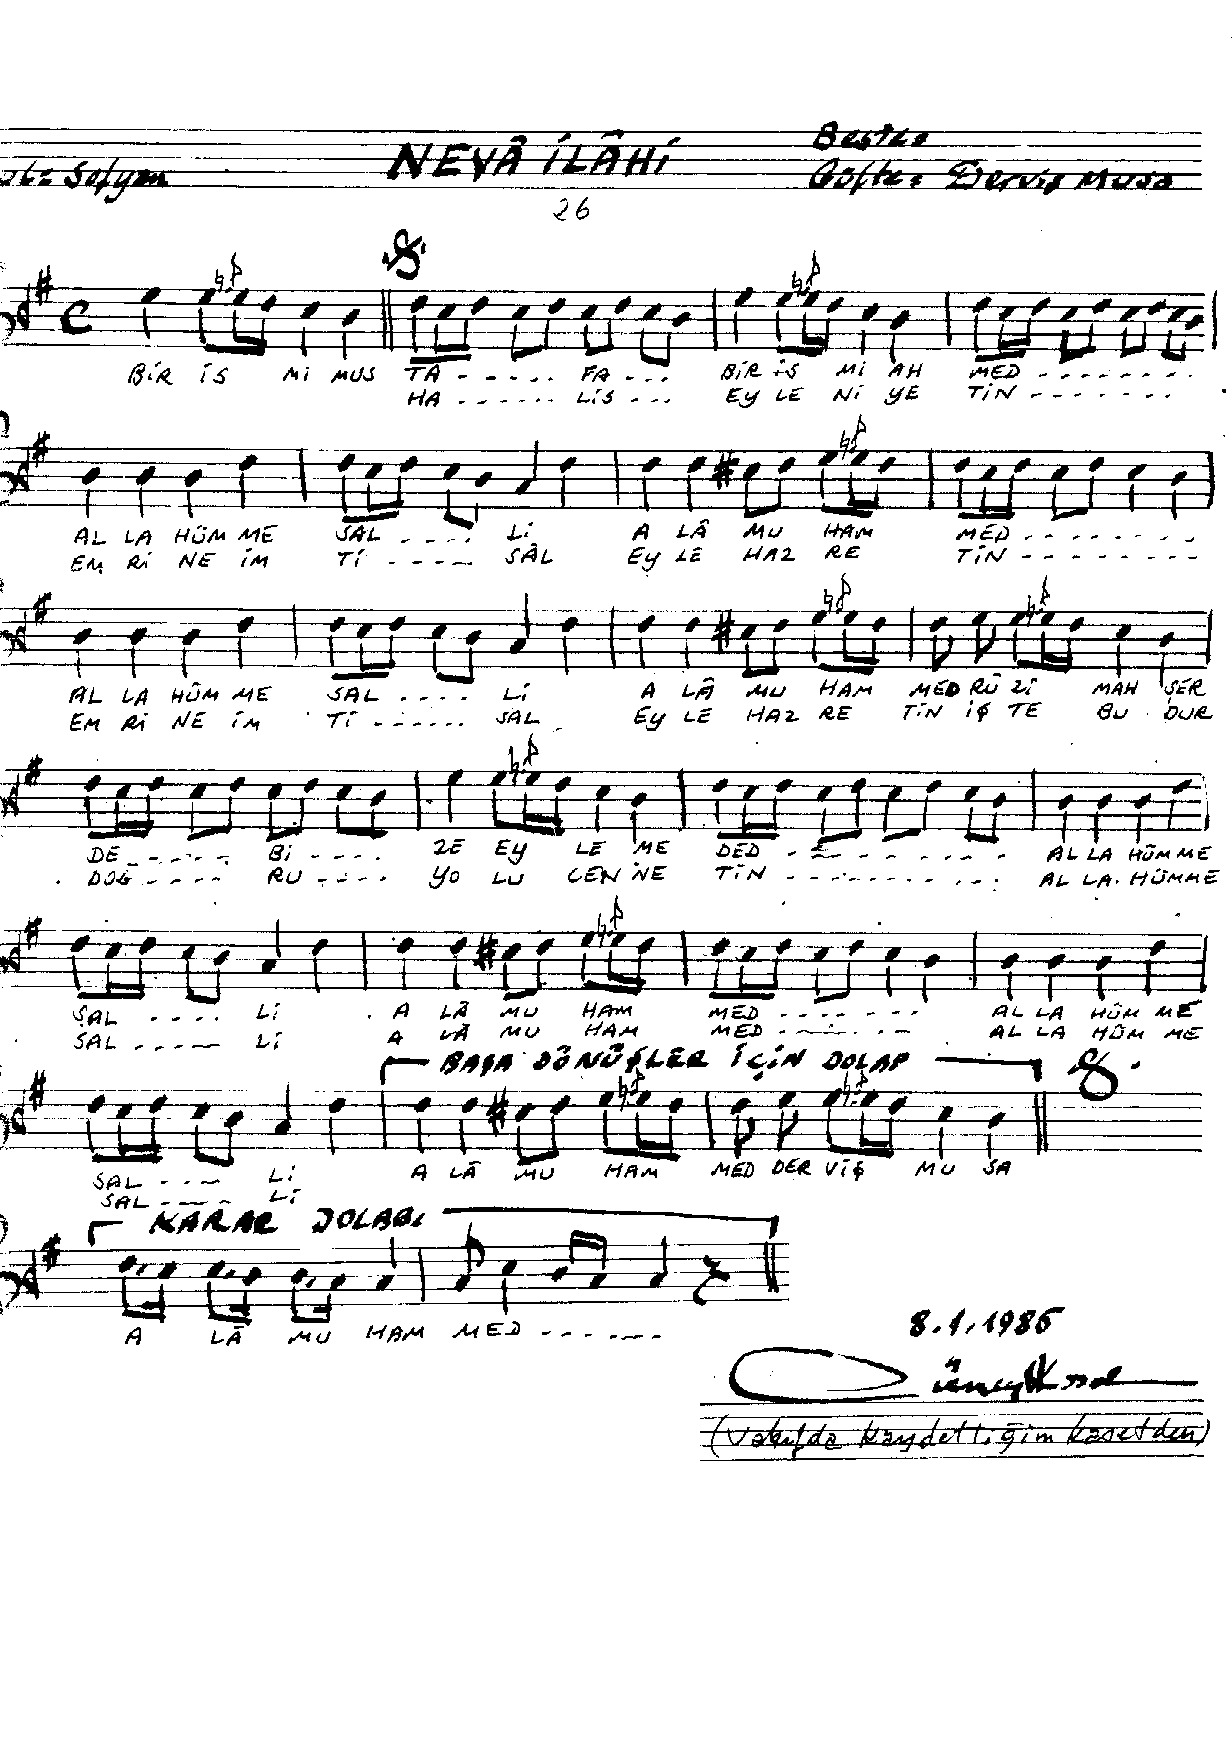 Beste:
Sofyan NEVÂ İLÂHİ Güfte: Derviş Musa
26
BİR İS Mİ MUS TA - - - - - - FA - - - BİR İS Mİ AH MED - - - - - - - - -
HA - - - - - - LİS - - - EY LE Nİ YE TİN - - - - - - - -
AL LA HÜM ME SAL - - - - - Lİ A LÂ MU HAM MED - - - - - - - -
EM Rİ NE İM Tİ - - - - - SÂL EY LE HAZ RE TİN - - - - - - - -
AL LA HÜM ME SAL - - - - Lİ A LÂ MU HAM MED RÛ Zİ MAH ŞER
EM Rİ NE İM Tİ - - - - - SAL EY LE HAZ RE TİN İŞ TE BU DUR
DE - - - - - - Bİ - - - - ZE EY LE ME DED - - - - - - - - - AL LA HÜM ME
DOĞ - - - - - RU - - - - YO LU CEN NE TİN - - - - - - - - - AL LA HÜM ME
SAL - - - - Lİ A LÂ MU HAM MED - - - - - - - AL LA HÜM ME
SAL - - - - - Lİ A LÂ MU HAM MED - - - - - - - AL LA HÜM ME
BAŞA DÖNÜŞLER İÇİN DOLAP
SAL - - - - Lİ A LÂ MU HAM MED DER VİŞ MU SA
SAL - - - - Lİ
KARAR DOLABI
A LÂ MU HAM MED - - - - - - -
8.1.1986
(Vakıfda kaydettiğim kasetden)